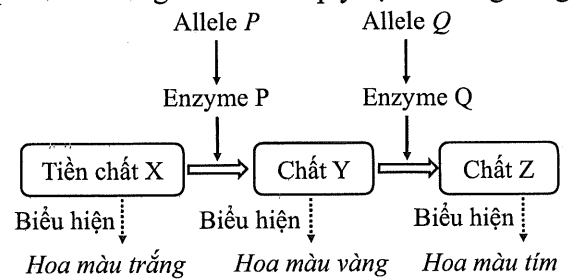 Allele P Allele Q
Enzyme P Enzyme Q
Tiền chất X Chất Y Chất Z
Biểu hiện Biểu hiện Biểu hiện
Hoa màu trắng Hoa màu vàng Hoa màu tím